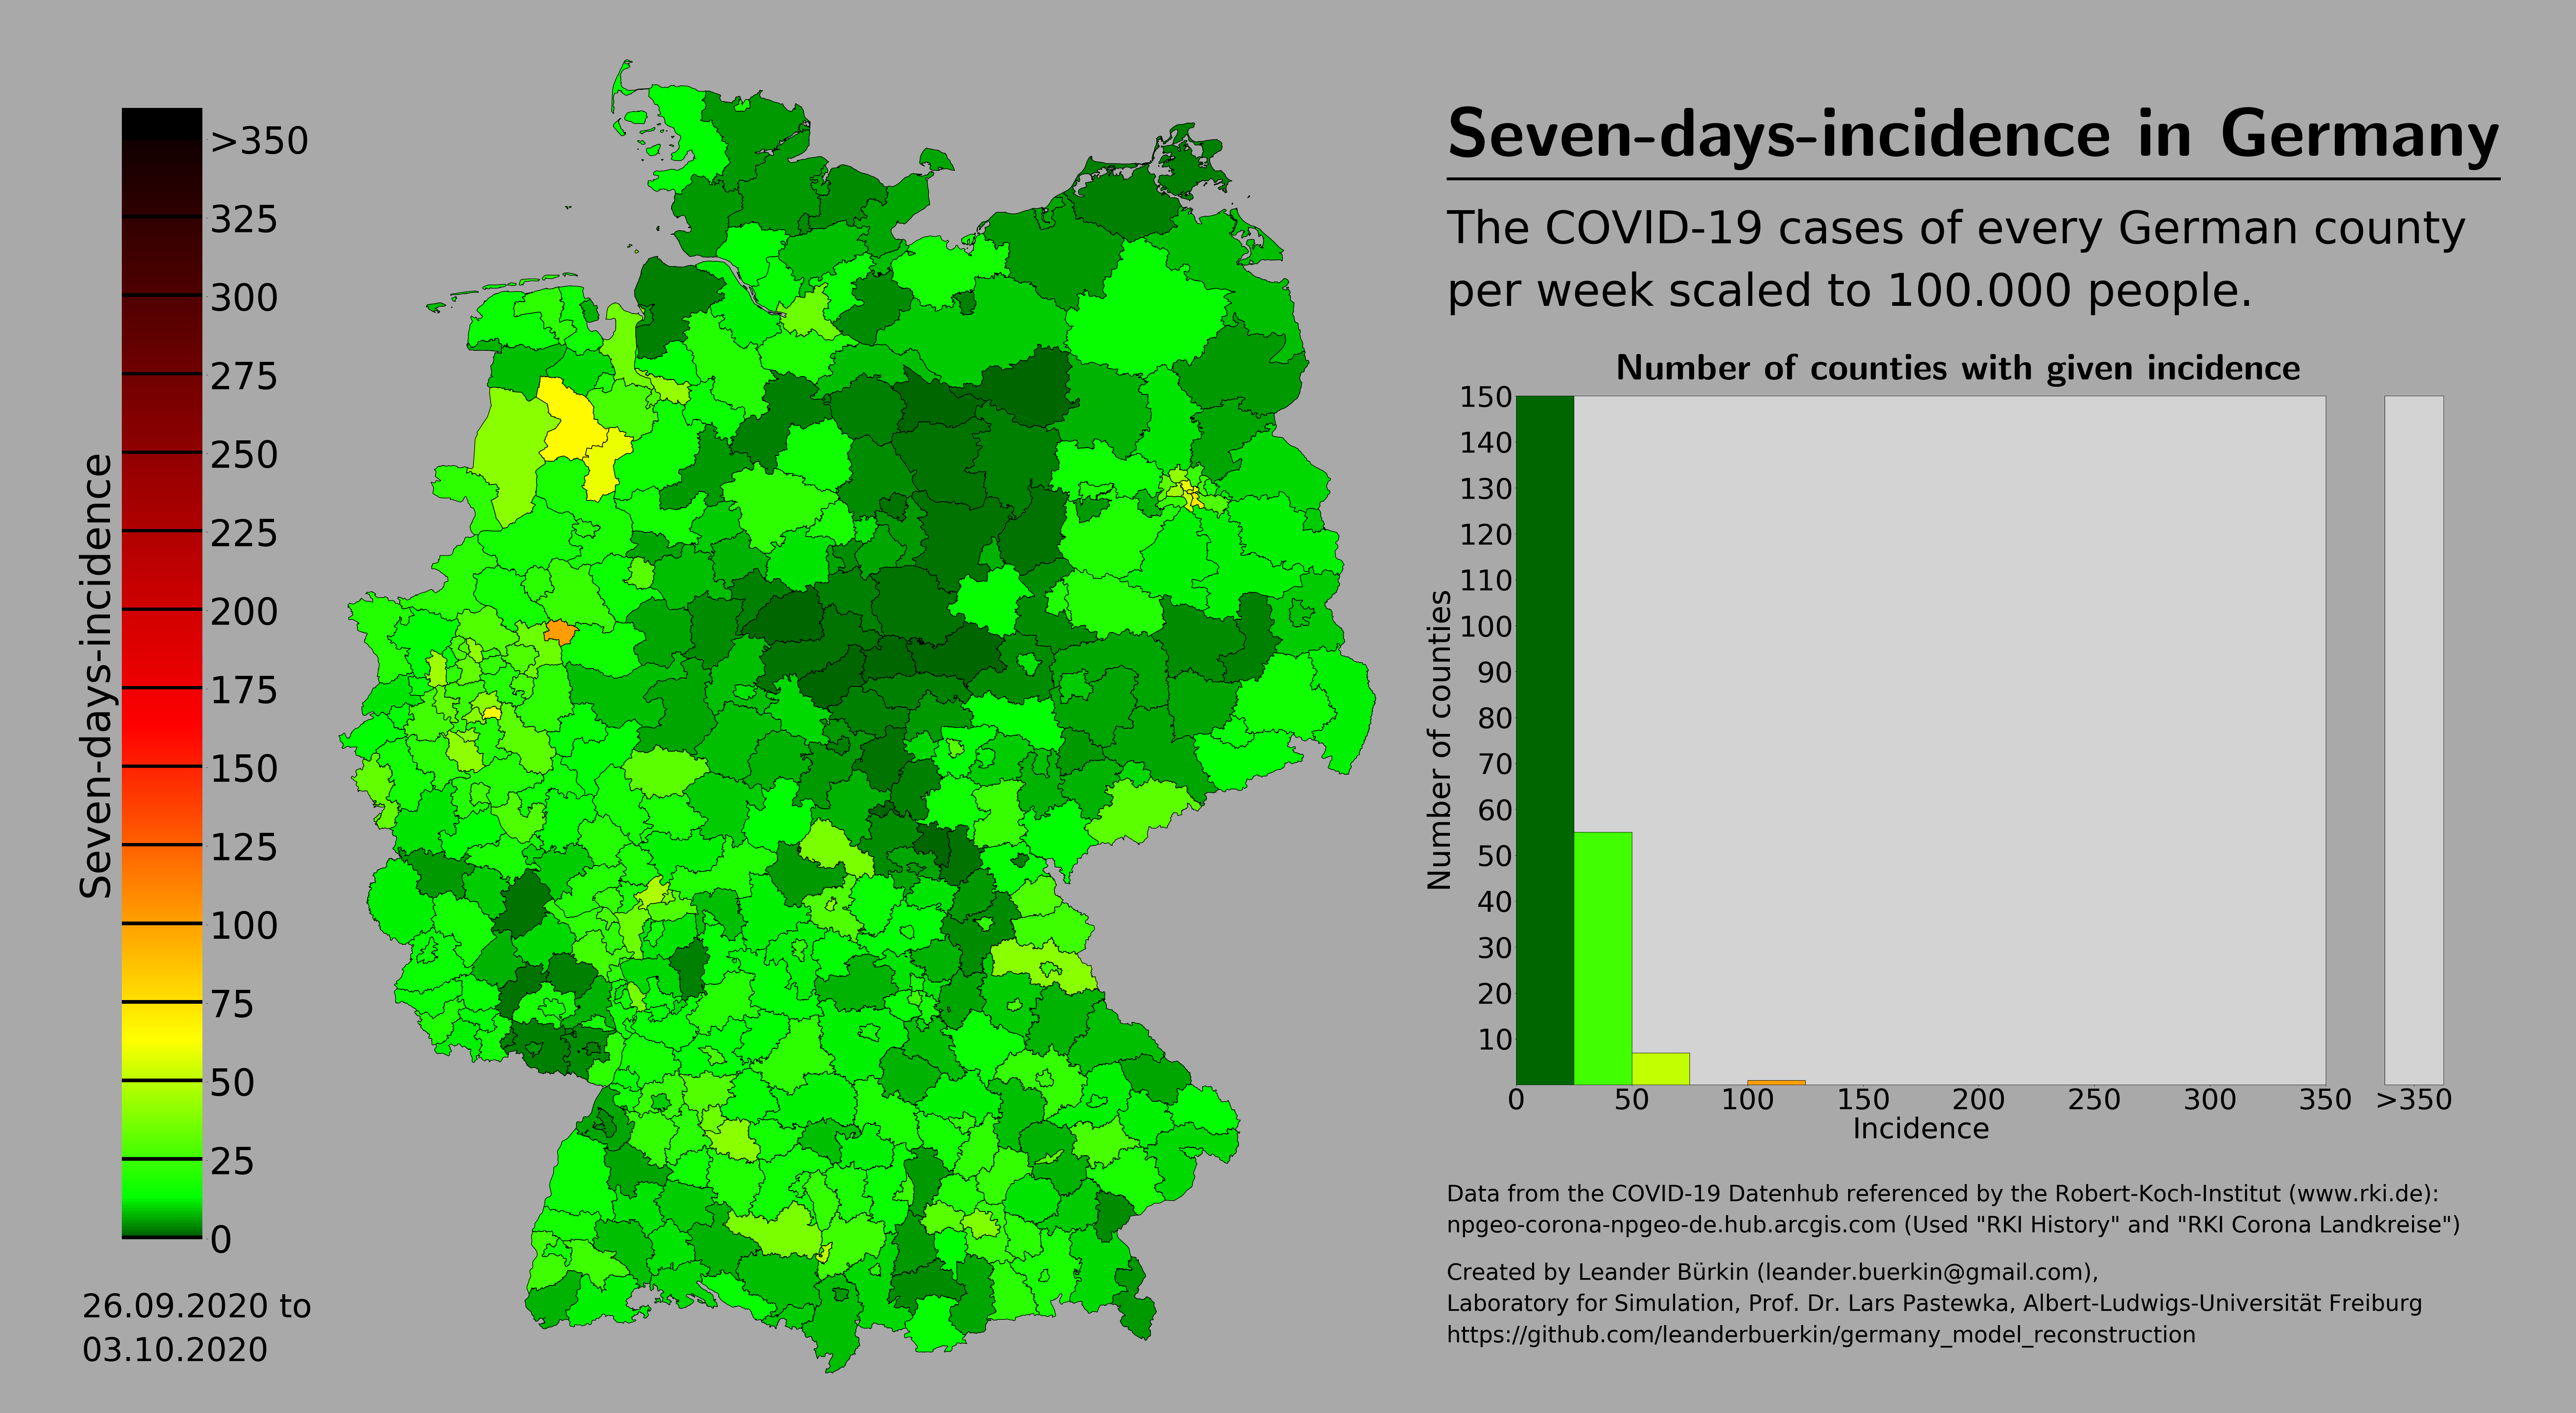 Seven-days-incidence in Germany
The COVID-19 cases of every German county
per week scaled to 100.000 people.
Seven-days-incidence
>350
325
300
275
250
225
200
175
150
125
100
75
50
25
0
26.09.2020 to
03.10.2020
Number of counties with given incidence
Number of counties
150
140
130
120
110
100
90
80
70
60
50
40
30
20
10
0 50 100 150 200 250 300 350 >350
Incidence
Data from the COVID-19 Datenhub referenced by the Robert-Koch-Institut (www.rki.de):
npgeo-corona-npgeo-de.hub.arcgis.com (Used "RKI History" and "RKI Corona Landkreise")
Created by Leander Bürkin (leander.buerkin@gmail.com),
Laboratory for Simulation, Prof. Dr. Lars Pastewka, Albert-Ludwigs-Universität Freiburg
https://github.com/leanderbuerkin/germany_model_reconstruction